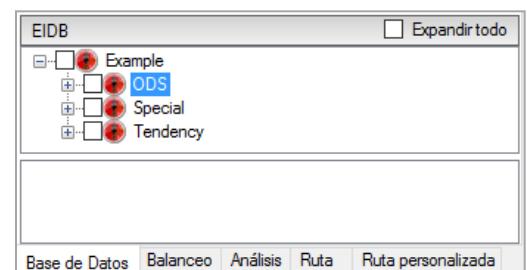 EIDB Expandir todo
Example
ODS
Special
Tendency
Base de Datos Balanceo Análisis Ruta Ruta personalizada